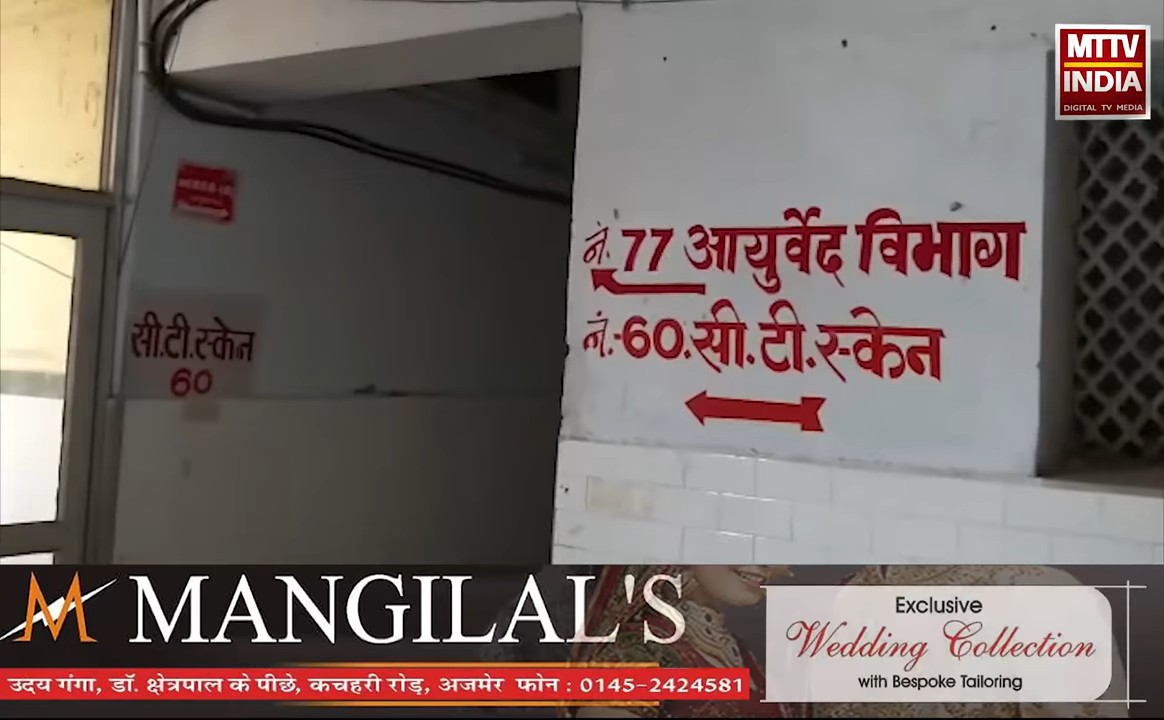 MTTV
INDIA
DIGITAL TV MEDIA
नं. 77 आयुर्वेद विभाग
नं.-60.सी.टी.स्केन
सी.टी.स्केन
60
MANGILAL'S
उदय गंगा, डॉ. क्षेत्रपाल के पीछे, कचहरी रोड़, अजमेर फोन : 0145-2424581
Exclusive
Wedding Collection
with Bespoke Tailoring